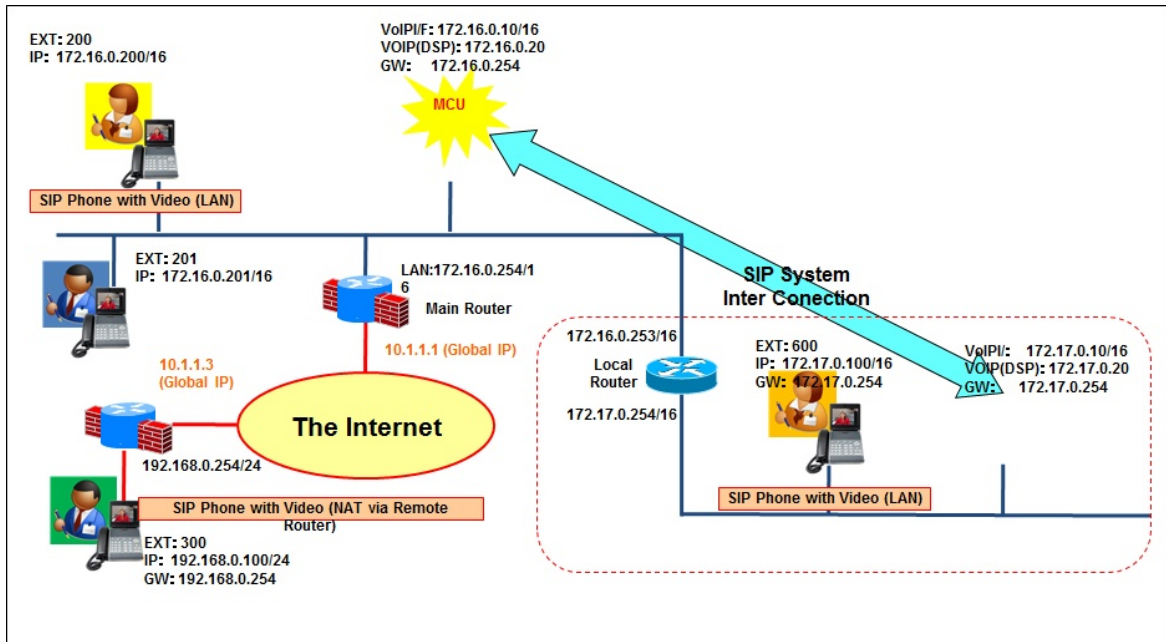 EXT: 200
IP: 172.16.0.200/16
VoIPI/F: 172.16.0.10/16
VOIP(DSP): 172.16.0.20
GW: 172.16.0.254
MCU
SIP Phone with Video (LAN)
EXT: 201
IP: 172.16.0.201/16
LAN:172.16.0.254/1
6
Main Router
10.1.1.1 (Global IP)
SIP System
Inter Conection
10.1.1.3
(Global IP)
The Internet
192.168.0.254/24
172.16.0.253/16
Local
Router
172.17.0.254/16
EXT: 600
IP: 172.17.0.100/16
GW: 172.17.0.254
VoIPI/: 172.17.0.10/16
VOIP(DSP): 172.17.0.20
GW: 172.17.0.254
SIP Phone with Video (LAN)
SIP Phone with Video (NAT via Remote
Router)
EXT: 300
IP: 192.168.0.100/24
GW: 192.168.0.254